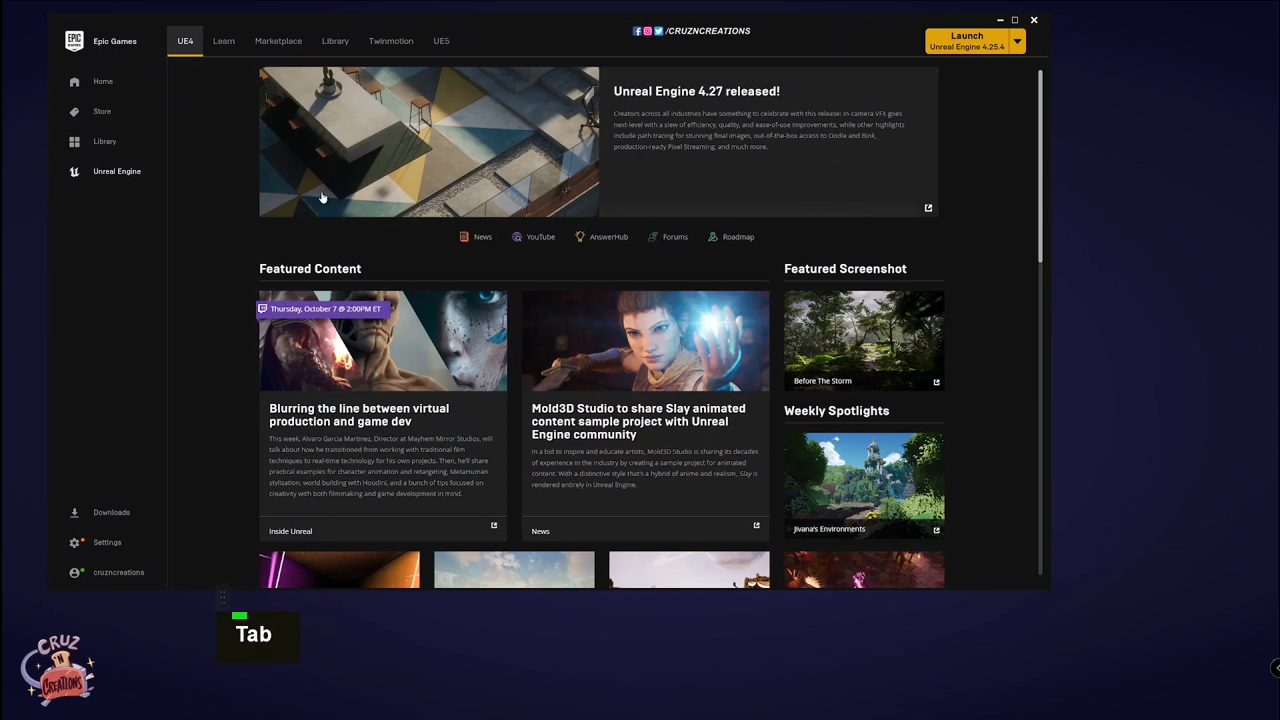 /CRUZNCREATIONS
EPIC
GAMES
Epic Games
UE4
Learn
Marketplace
Library
Twinmotion
UE5
Launch
Unreal Engine 4.25.4
Home
Store
Library
Unreal Engine
Unreal Engine 4.27 released!
Creators across all industries have something to celebrate with this release: in-camera VFX goes
next-level with a slew of efficiency, quality, and ease-of-use improvements, while other highlights
include path tracing for stunning final images, out-of-the-box access to Oodle and Bink,
production-ready Pixel Streaming, and much more.
News
YouTube
AnswerHub
Forums
Roadmap
Featured Content
Featured Screenshot
Thursday, October 7 @ 2:00PM ET
Before The Storm
Blurring the line between virtual
production and game dev
This week, Alvaro Garcia Martinez, Director at Mayhem Mirror Studios, will
talk about how he transitioned from working with traditional film
techniques to real-time technology for his own projects. Then, he'll share
practical examples for character animation and retargeting, MetaHuman
stylization, world building with Houdini, and a bunch of tips focused on
creativity with both filmmaking and game development in mind.
Inside Unreal
Mold3D Studio to share Slay animated
content sample project with Unreal
Engine community
In a bid to inspire and educate artists, Mold3D Studio is sharing its decades
of experience in the industry by creating a sample project for animated
content. With a distinctive style that's a hybrid of anime and realism, Slay is
rendered entirely in Unreal Engine.
News
Weekly Spotlights
Jivana's Environments
Downloads
Settings
cruzncreations
Tab
CRUZ
'N
CREATIONS